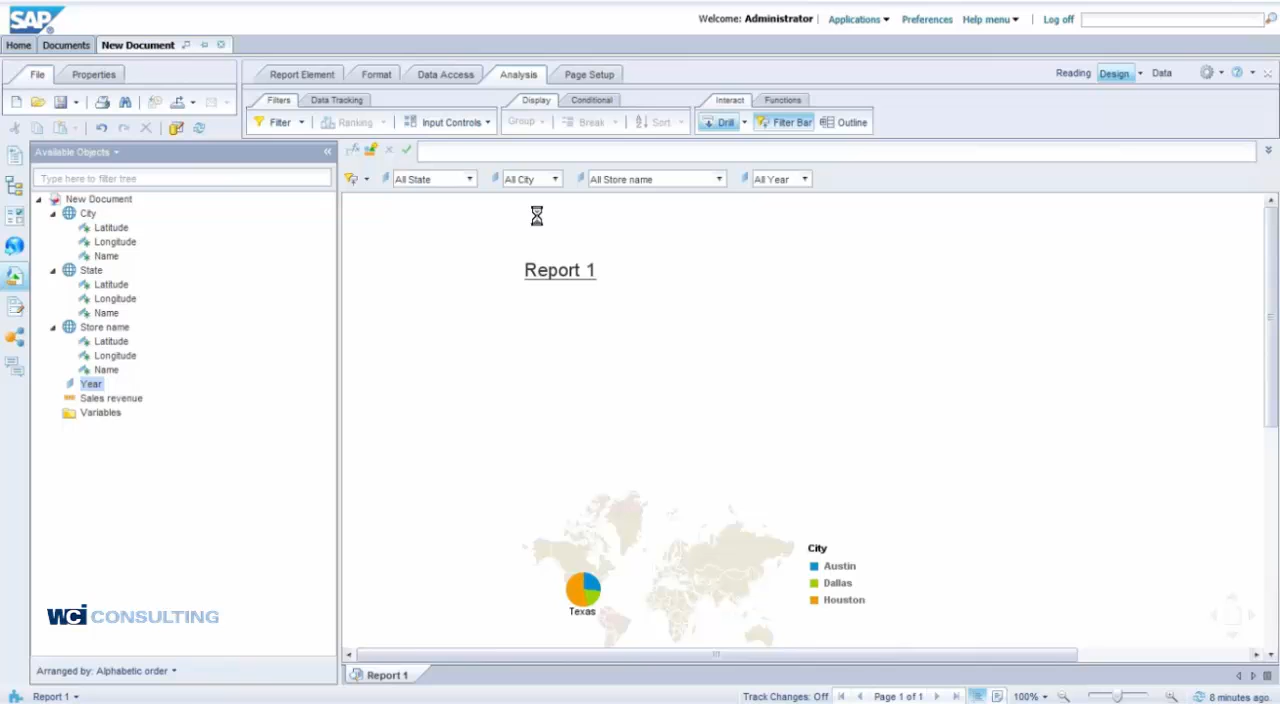 SAP
Welcome: Administrator
Applications
Preferences
Help menu
Log off
Home
Documents
New Document
File
Properties
Report Element
Format
Data Access
Analysis
Page Setup
Reading
Design
Data
Filters
Data Tracking
Display
Conditional
Interact
Functions
Filter
Ranking
Input Controls
Group
Break
Sort
Drill
Filter Bar
Outline
Available Objects
Type here to filter tree
All State
All City
All Store name
All Year
New Document
City
Latitude
Longitude
Name
State
Latitude
Longitude
Name
Store name
Latitude
Longitude
Name
Year
Sales revenue
Variables
Report 1
Texas
City
Austin
Dallas
Houston
WCI CONSULTING
Arranged by: Alphabetic order
Report 1
Report 1
Track Changes: Off
Page 1 of 1
100%
8 minutes ago